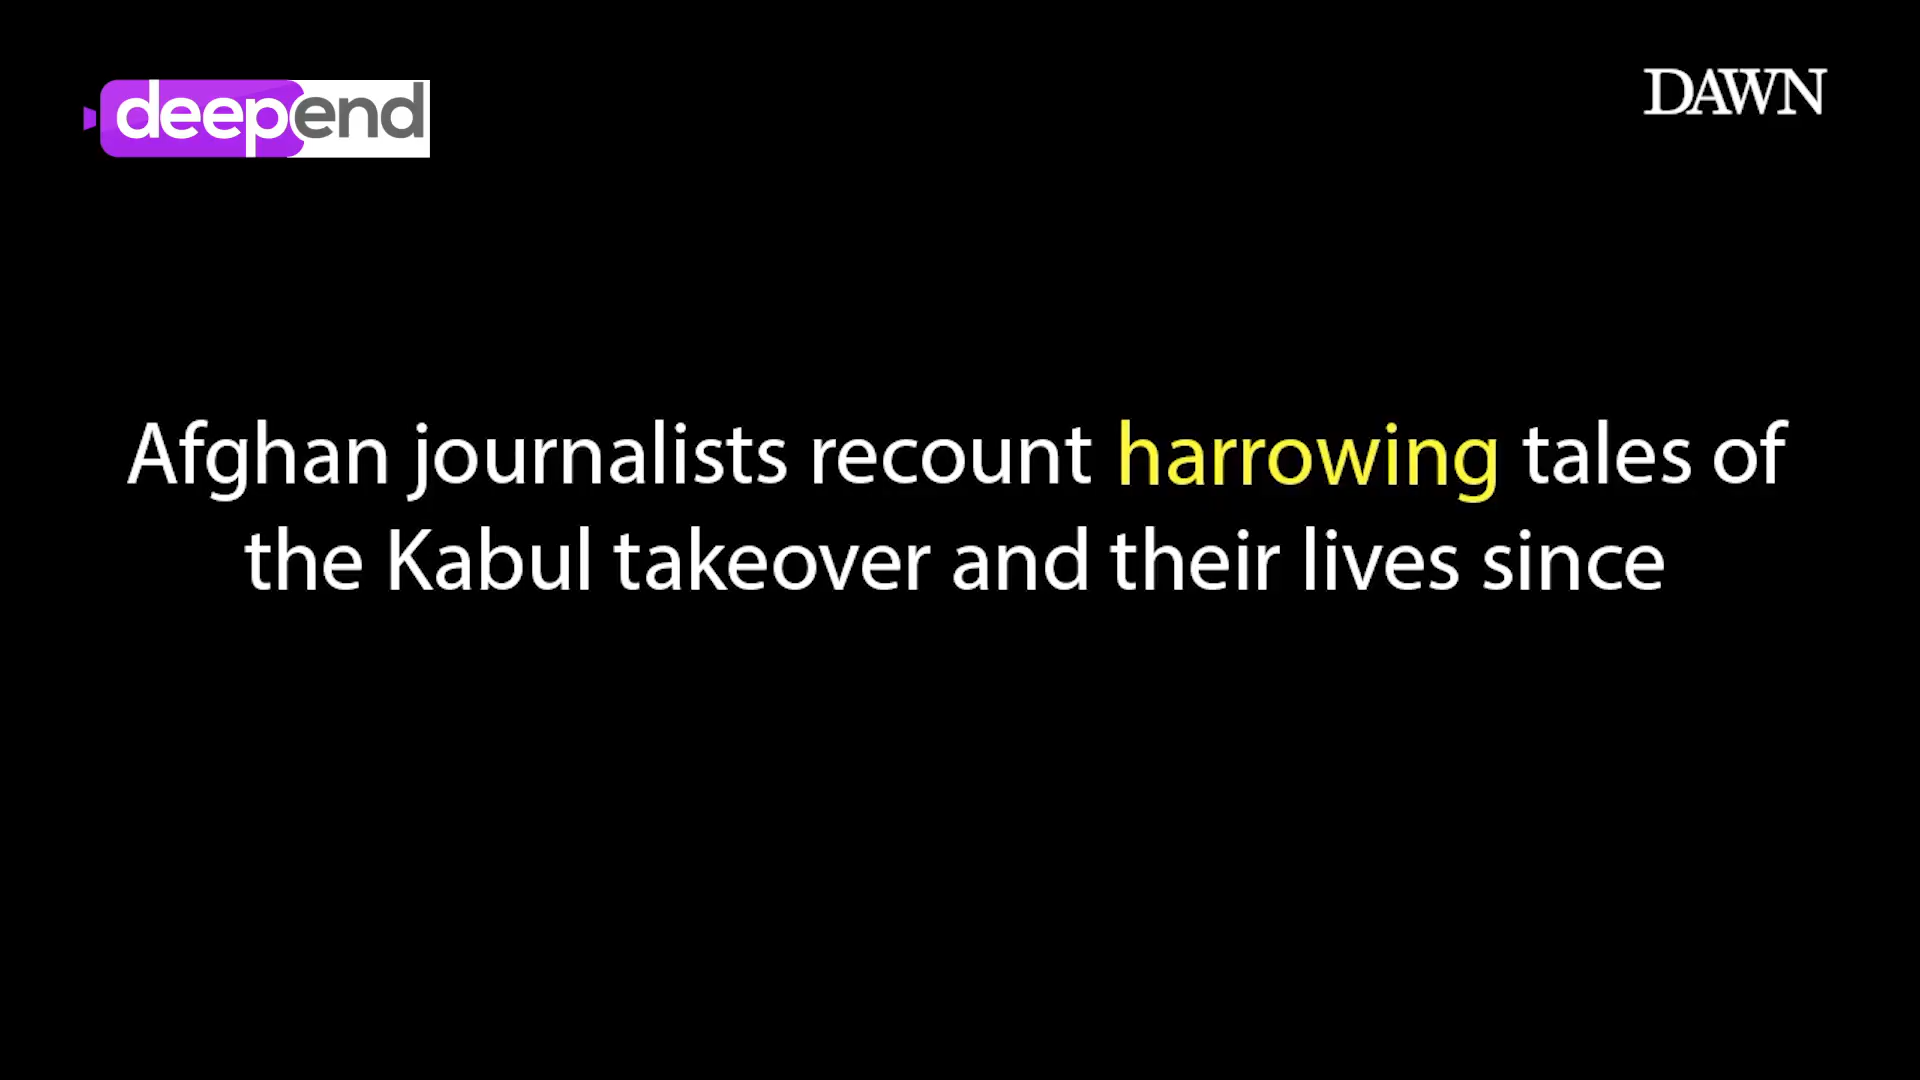 deepend
DAWN
Afghan journalists recount harrowing tales of
the Kabul takeover and their lives since